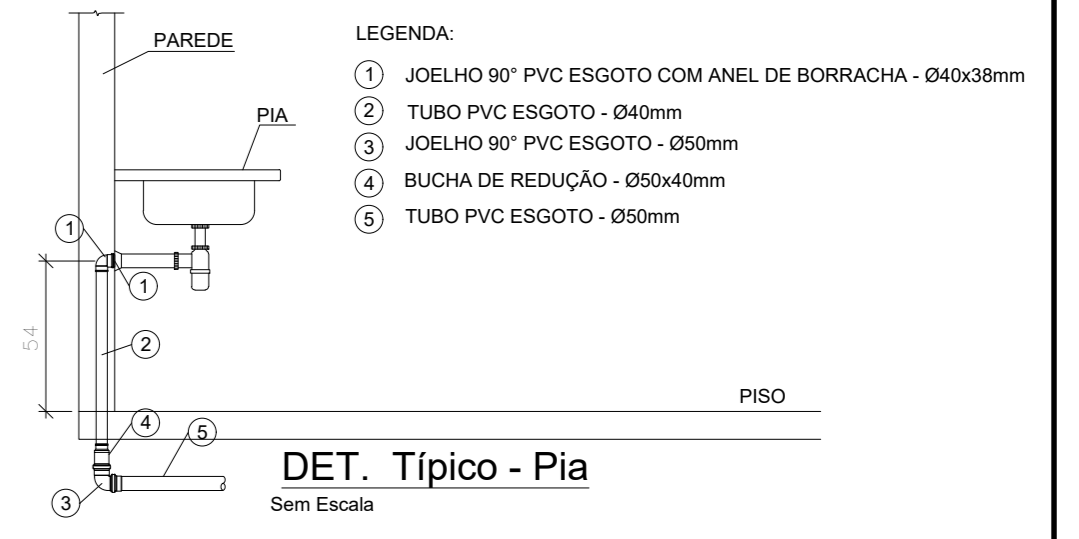 PAREDE
PIA
LEGENDA:
1 JOELHO 90° PVC ESGOTO COM ANEL DE BORRACHA - Ø40x38mm
2 TUBO PVC ESGOTO - Ø40mm
3 JOELHO 90° PVC ESGOTO - Ø50mm
4 BUCHA DE REDUÇÃO - Ø50x40mm
5 TUBO PVC ESGOTO - Ø50mm
1
1
54
2
PISO
4
5
3
DET. Típico - Pia
Sem Escala